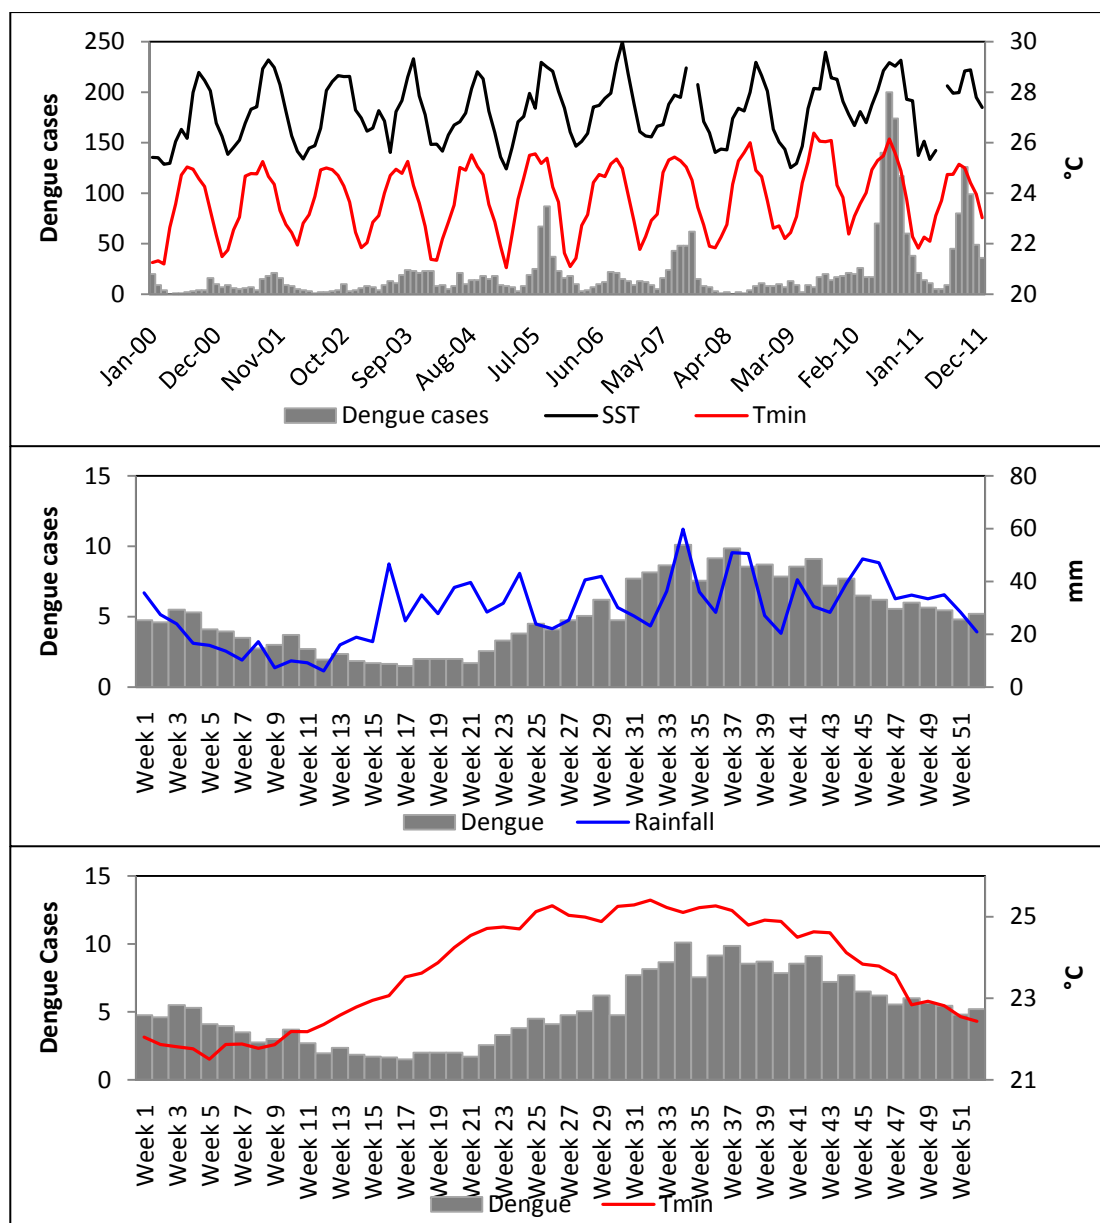 250 30
200 28
150 26
100 24
50 22
0 20
Dengue cases
°C
Jan-00 Dec-00 Nov-01 Oct-02 Sep-03 Aug-04 Jul-05 Jun-06 May-07 Apr-08 Mar-09 Feb-10 Jan-11 Dec-11
Dengue cases SST Tmin
15 80
60
10
40
5
20
0 0
Dengue cases
mm
Week 1 Week 3 Week 5 Week 7 Week 9 Week 11 Week 13 Week 15 Week 17 Week 19 Week 21 Week 23 Week 25 Week 27 Week 29 Week 31 Week 33 Week 35 Week 37 Week 39 Week 41 Week 43 Week 45 Week 47 Week 49 Week 51
Dengue Rainfall
15
25
10
5 23
0 21
Dengue Cases
°C
Week 1 Week 3 Week 5 Week 7 Week 9 Week 11 Week 13 Week 15 Week 17 Week 19 Week 21 Week 23 Week 25 Week 27 Week 29 Week 31 Week 33 Week 35 Week 37 Week 39 Week 41 Week 43 Week 45 Week 47 Week 49 Week 51
Dengue Tmin